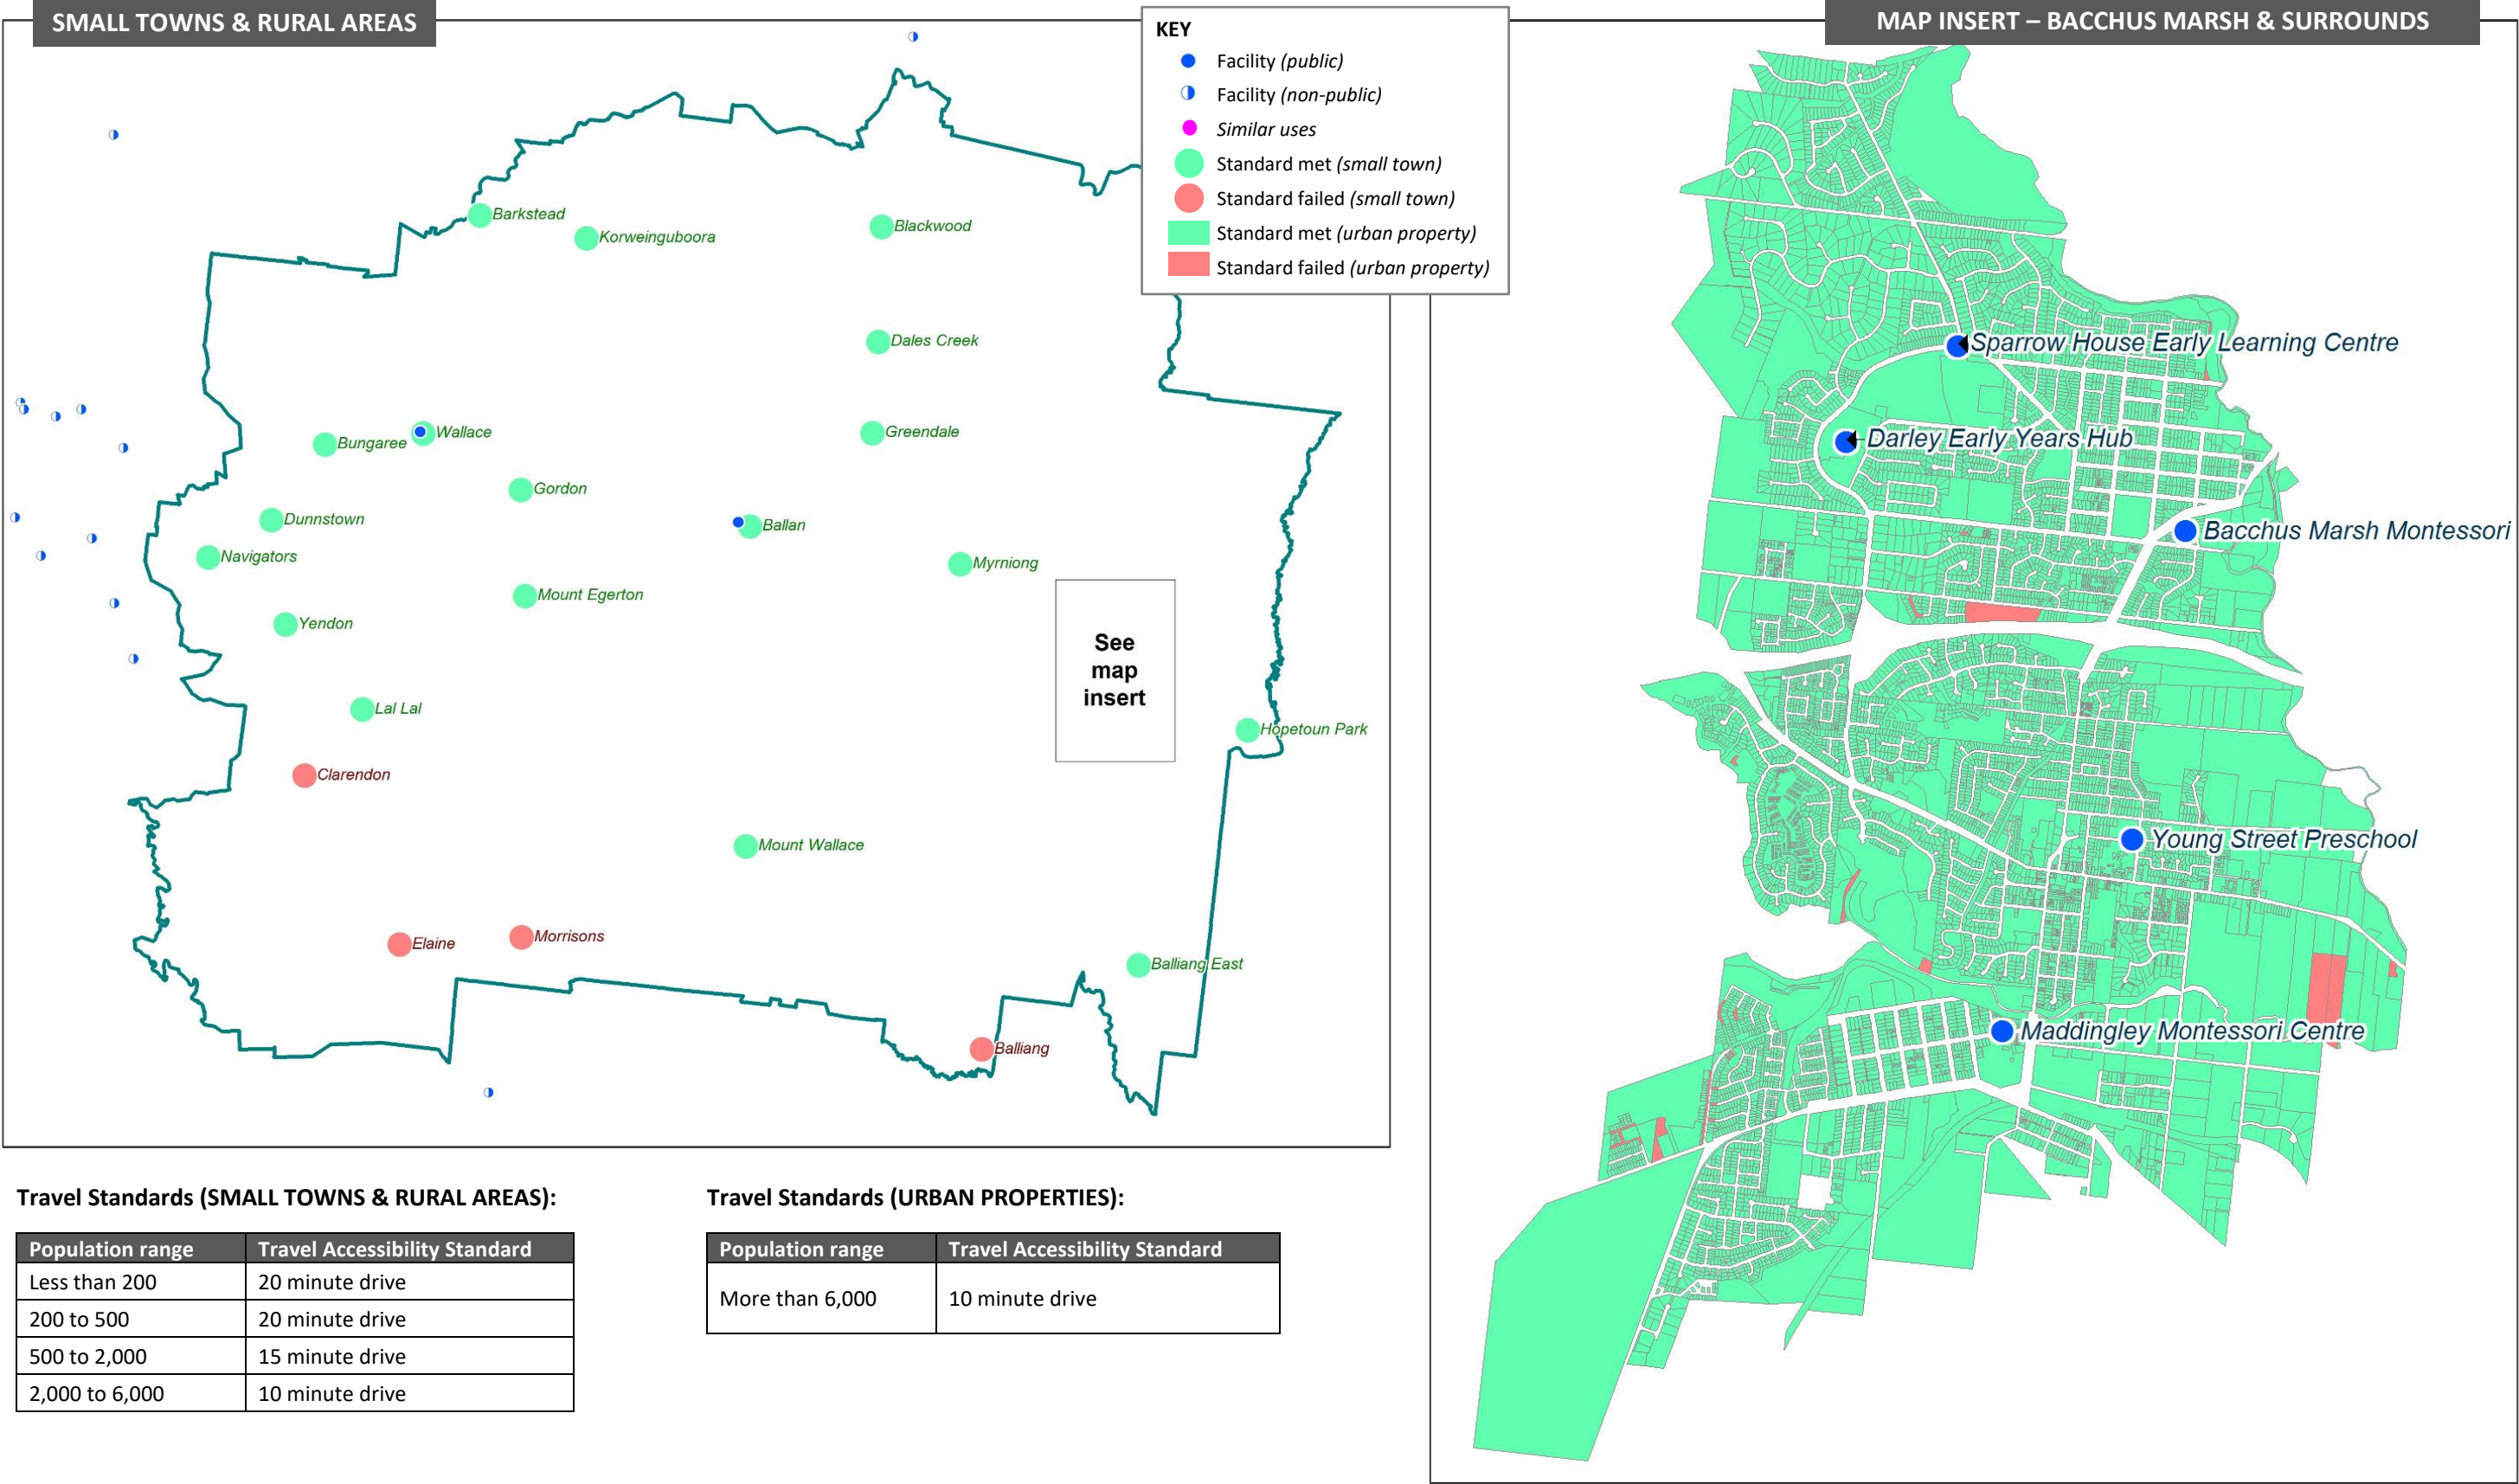 SMALL TOWNS & RURAL AREAS
KEY
Facility (public)
Facility (non-public)
Similar uses
Standard met (small town)
Standard failed (small town)
Standard met (urban property)
Standard failed (urban property)
MAP INSERT – BACCHUS MARSH & SURROUNDS
Barkstead
Korweinguboora
Blackwood
Dales Creek
Bungaree
Wallace
Greendale
Gordon
Dunnstown
Ballan
Navigators
Myrniong
Mount Egerton
Yendon
See
map
insert
Lal Lal
Hopetoun Park
Clarendon
Mount Wallace
Elaine
Morrisons
Balliang East
Balliang
Sparrow House Early Learning Centre
Darley Early Years Hub
Bacchus Marsh Montessori
Young Street Preschool
Maddingley Montessori Centre
Travel Standards (SMALL TOWNS & RURAL AREAS):
Population range Travel Accessibility Standard
Less than 200 20 minute drive
200 to 500 20 minute drive
500 to 2,000 15 minute drive
2,000 to 6,000 10 minute drive
Travel Standards (URBAN PROPERTIES):
Population range Travel Accessibility Standard
More than 6,000 10 minute drive